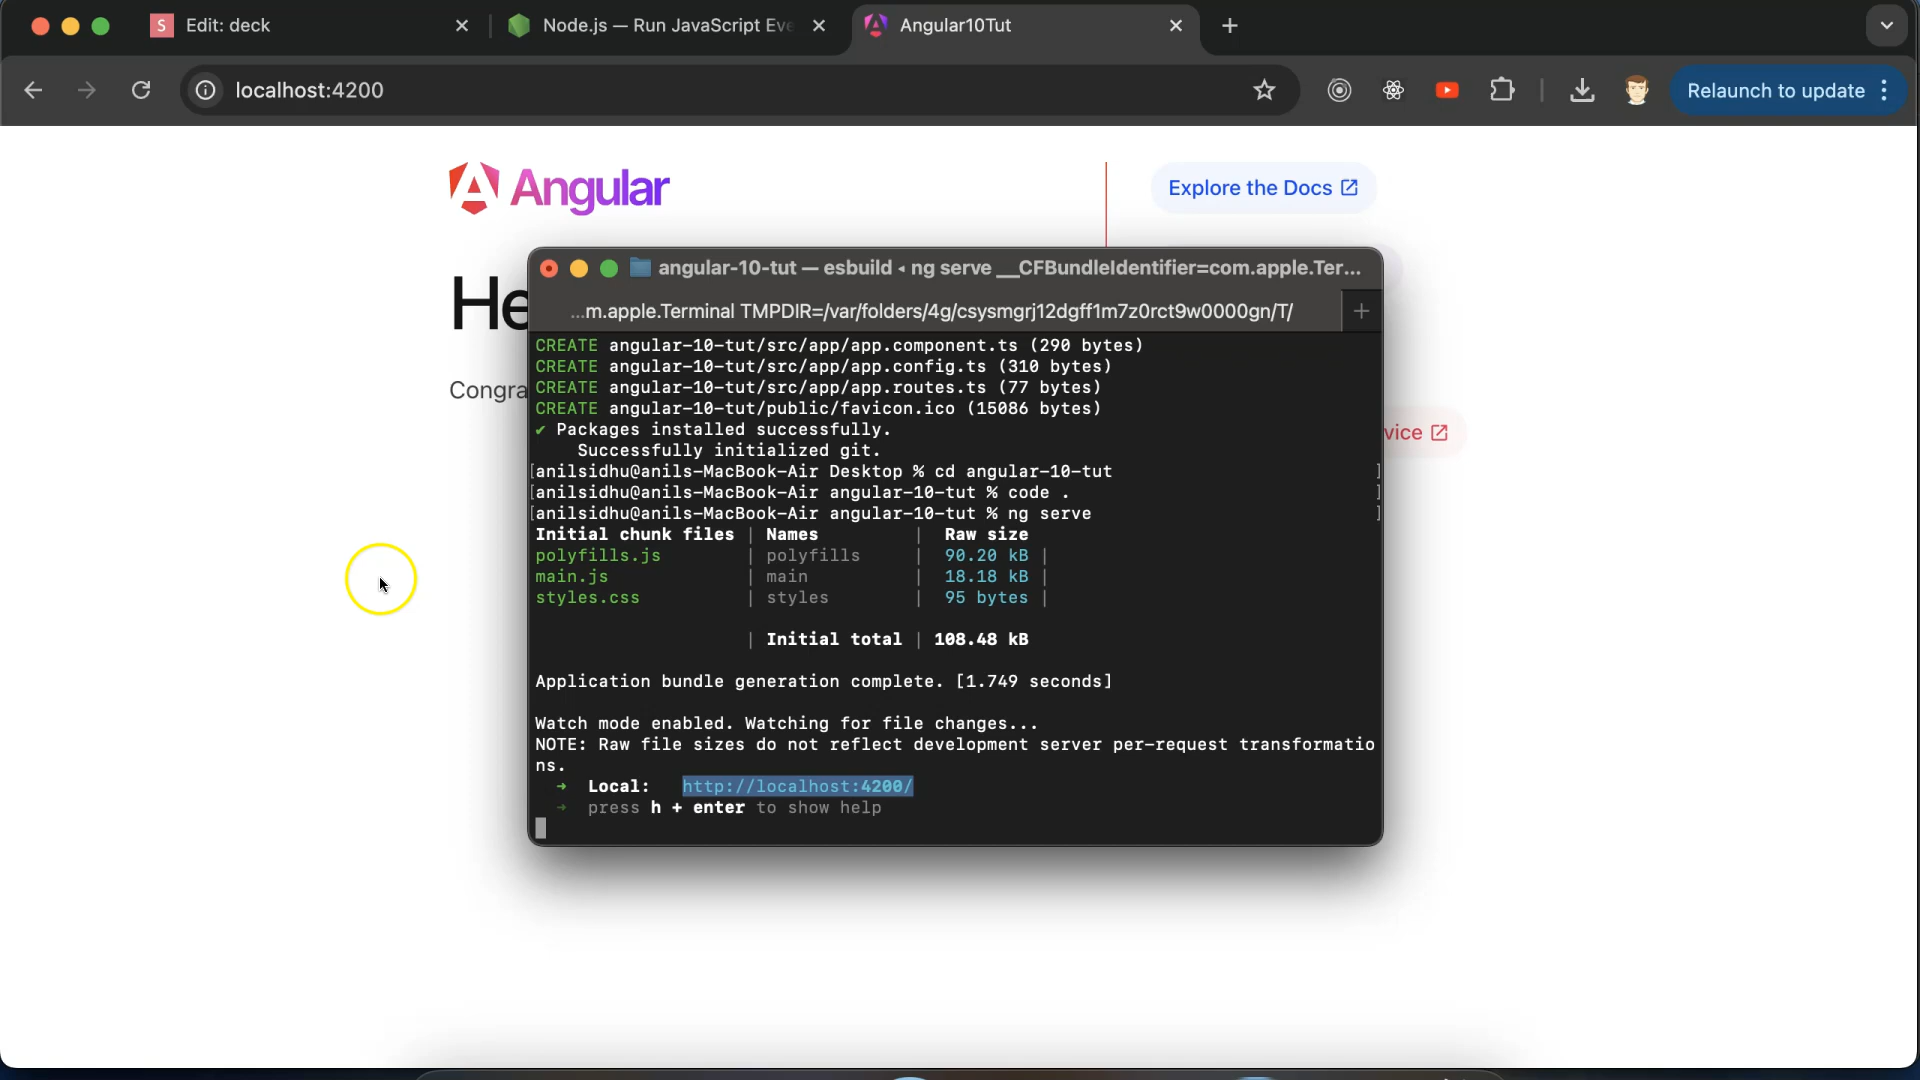 S Edit: deck
Node.js — Run JavaScript Eve
Angular10Tut
localhost:4200
Relaunch to update
Angular
Explore the Docs
He
Congra
vice
angular-10-tut — esbuild ◂ ng serve __CFBundleIdentifier=com.apple.Ter...
...m.apple.Terminal TMPDIR=/var/folders/4g/csysmgrj12dgff1m7z0rct9w0000gn/T/
CREATE angular-10-tut/src/app/app.component.ts (290 bytes)
CREATE angular-10-tut/src/app/app.config.ts (310 bytes)
CREATE angular-10-tut/src/app/app.routes.ts (77 bytes)
CREATE angular-10-tut/public/favicon.ico (15086 bytes)
✔ Packages installed successfully.
Successfully initialized git.
[anilsidhu@anils-MacBook-Air Desktop % cd angular-10-tut ]
[anilsidhu@anils-MacBook-Air angular-10-tut % code . ]
[anilsidhu@anils-MacBook-Air angular-10-tut % ng serve ]
Initial chunk files | Names | Raw size
polyfills.js | polyfills | 90.20 kB |
main.js | main | 18.18 kB |
styles.css | styles | 95 bytes |
| Initial total | 108.48 kB
Application bundle generation complete. [1.749 seconds]
Watch mode enabled. Watching for file changes...
NOTE: Raw file sizes do not reflect development server per-request transformatio
ns.
➜ Local: http://localhost:4200/
➜ press h + enter to show help